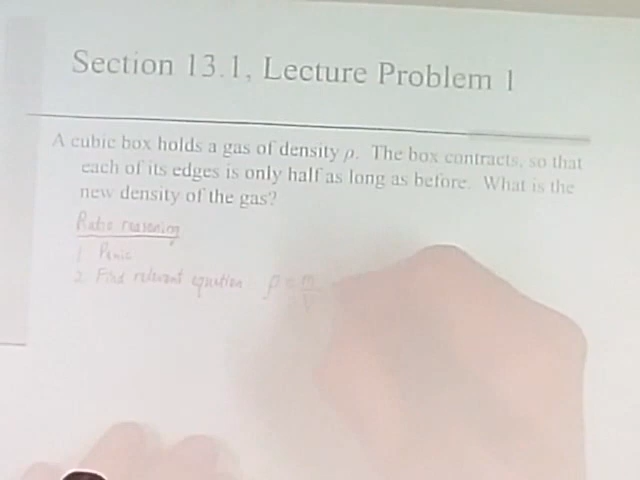 Section 13.1, Lecture Problem 1
A cubic box holds a gas of density ρ. The box contracts, so that
each of its edges is only half as long as before. What is the
new density of the gas?
Ratio reasoning
1. Panic
2. Find relevant equation ρ = m/V